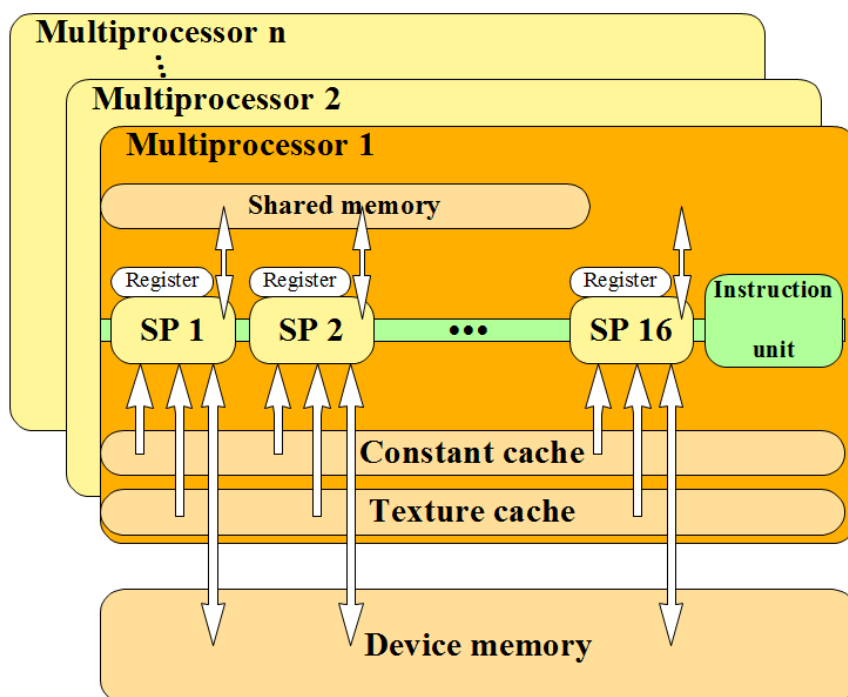 Multiprocessor n
⋮
Multiprocessor 2
Multiprocessor 1
Shared memory
Register
Register
Register
Instruction
unit
SP 1
SP 2
•••
SP 16
Constant cache
Texture cache
Device memory